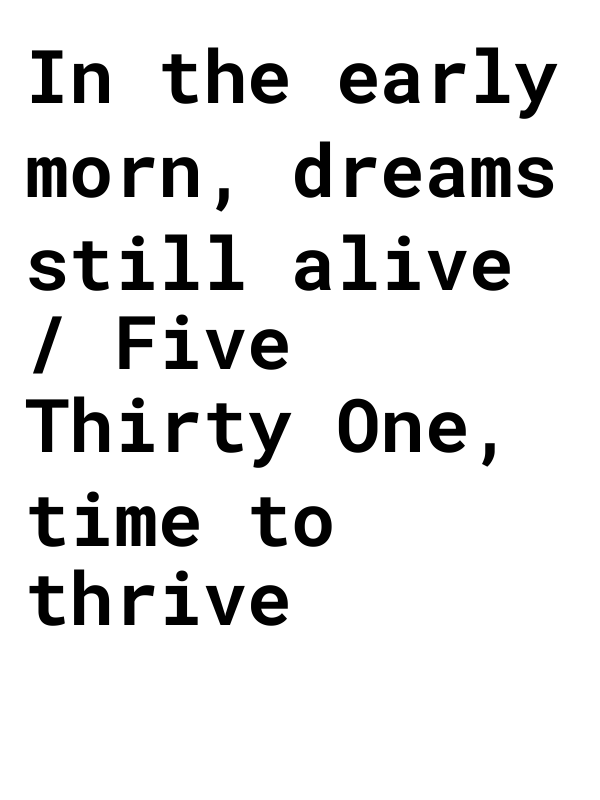 In the early
morn, dreams
still alive
/ Five
Thirty One,
time to
thrive